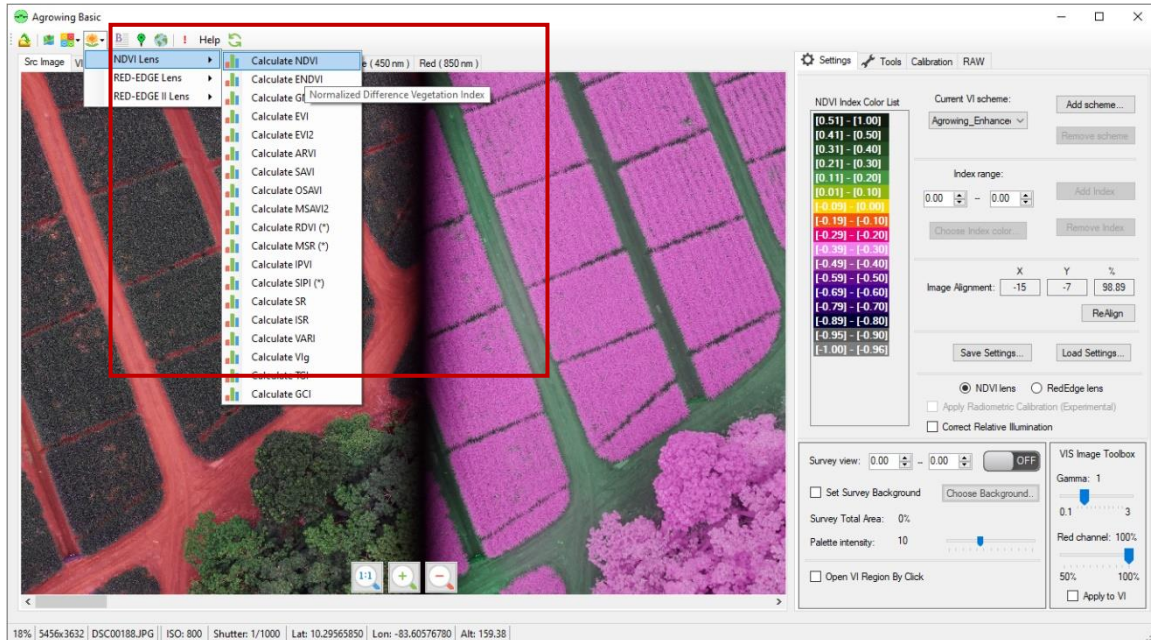 Agrowing Basic
Help
Src Image
( 450 nm )
Red ( 850 nm )
NDVI Lens
RED-EDGE Lens
RED-EDGE II Lens
Calculate NDVI
Calculate ENDVI
Normalized Difference Vegetation Index
Calculate
Calculate EVI
Calculate EVI2
Calculate ARVI
Calculate SAVI
Calculate OSAVI
Calculate MSAVI2
Calculate RDVI (*)
Calculate MSR (*)
Calculate IPVI
Calculate SIPI (*)
Calculate SR
Calculate ISR
Calculate VARI
Calculate VIg
Calculate TGI
Calculate GCI
1:1
Settings
Tools
Calibration
RAW
NDVI Index Color List
[0.51] - [1.00]
[0.41] - [0.50]
[0.31] - [0.40]
[0.21] - [0.30]
[0.11] - [0.20]
[0.01] - [0.10]
[-0.09] - [0.00]
[-0.19] - [-0.10]
[-0.29] - [-0.20]
[-0.39] - [-0.30]
[-0.49] - [-0.40]
[-0.59] - [-0.50]
[-0.69] - [-0.60]
[-0.79] - [-0.70]
[-0.89] - [-0.80]
[-0.95] - [-0.90]
[-1.00] - [-0.96]
Current VI scheme:
Agrowing_Enhance
Add scheme...
Remove scheme
Index range:
0.00 - 0.00
Add Index
Choose Index color...
Remove Index
X Y %
Image Alignment: -15 -7 98.89
ReAlign
Save Settings...
Load Settings...
NDVI lens
RedEdge lens
Apply Radiometric Calibration (Experimental)
Correct Relative Illumination
Survey view: 0.00 - 0.00 OFF
Set Survey Background
Choose Background..
Survey Total Area: 0%
Palette intensity: 10
Open VI Region By Click
VIS Image Toolbox
Gamma: 1
0.1 3
Red channel: 100%
50% 100%
Apply to VI
18% 5456x3632 DSC00188.JPG ISO: 800 Shutter: 1/1000 Lat: 10.29565850 Lon: -83.60576780 Alt: 159.38